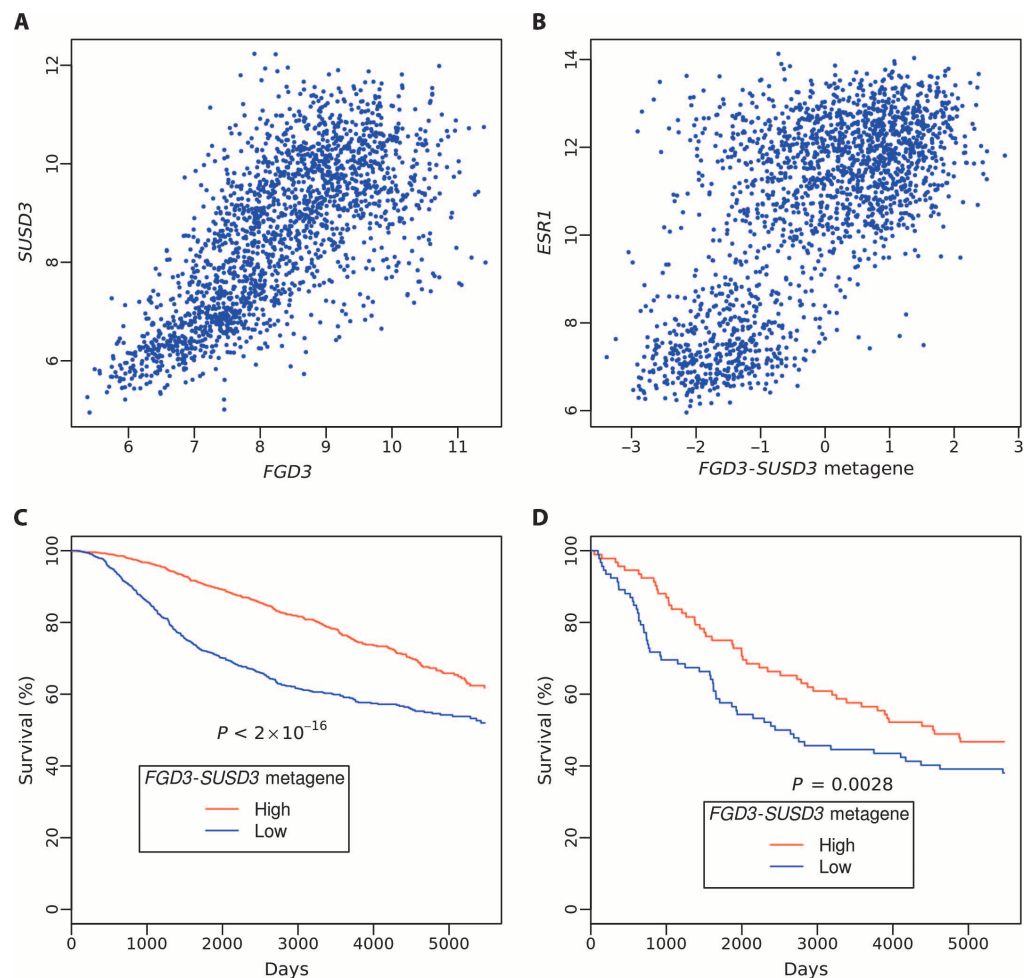 A
12
10
8
6
SUSD3
6 7 8 9 10 11
FGD3
B
14
12
10
8
6
ESR1
−3 −2 −1 0 1 2 3
FGD3-SUSD3 metagene
C
100
80
60
40
20
0
Survival (%)
P < 2×10⁻¹⁶
FGD3-SUSD3 metagene
High
Low
0 1000 2000 3000 4000 5000
Days
D
100
80
60
40
20
0
Survival (%)
P = 0.0028
FGD3-SUSD3 metagene
High
Low
0 1000 2000 3000 4000 5000
Days